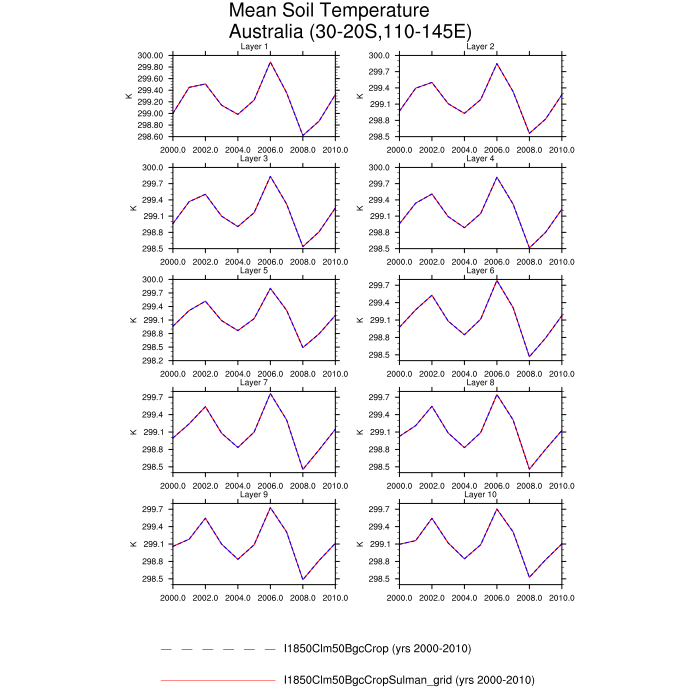 Mean Soil Temperature
Australia (30-20S,110-145E)
Layer 1
300.00
299.80
299.60
299.40
299.20
299.00
298.80
298.60
K
2000.0 2002.0 2004.0 2006.0 2008.0 2010.0
Layer 2
300.0
299.7
299.4
299.1
298.8
298.5
K
2000.0 2002.0 2004.0 2006.0 2008.0 2010.0
Layer 3
300.0
299.7
299.4
299.1
298.8
298.5
K
2000.0 2002.0 2004.0 2006.0 2008.0 2010.0
Layer 4
300.0
299.7
299.4
299.1
298.8
298.5
K
2000.0 2002.0 2004.0 2006.0 2008.0 2010.0
Layer 5
300.0
299.7
299.4
299.1
298.8
298.5
298.2
K
2000.0 2002.0 2004.0 2006.0 2008.0 2010.0
Layer 6
299.7
299.4
299.1
298.8
298.5
K
2000.0 2002.0 2004.0 2006.0 2008.0 2010.0
Layer 7
299.7
299.4
299.1
298.8
298.5
K
2000.0 2002.0 2004.0 2006.0 2008.0 2010.0
Layer 8
299.7
299.4
299.1
298.8
298.5
K
2000.0 2002.0 2004.0 2006.0 2008.0 2010.0
Layer 9
299.7
299.4
299.1
298.8
298.5
K
2000.0 2002.0 2004.0 2006.0 2008.0 2010.0
Layer 10
299.7
299.4
299.1
298.8
298.5
K
2000.0 2002.0 2004.0 2006.0 2008.0 2010.0
I1850Clm50BgcCrop (yrs 2000-2010)
I1850Clm50BgcCropSulman_grid (yrs 2000-2010)